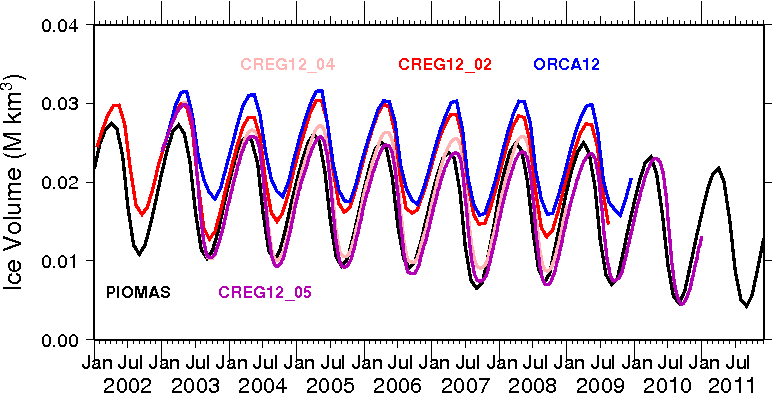 0.04
0.03
0.02
0.01
0.00
Ice Volume (M km³)
CREG12_04 CREG12_02 ORCA12
PIOMAS CREG12_05
Jan Jul Jan Jul Jan Jul Jan Jul Jan Jul Jan Jul Jan Jul Jan Jul Jan Jul Jan Jul
2002 2003 2004 2005 2006 2007 2008 2009 2010 2011